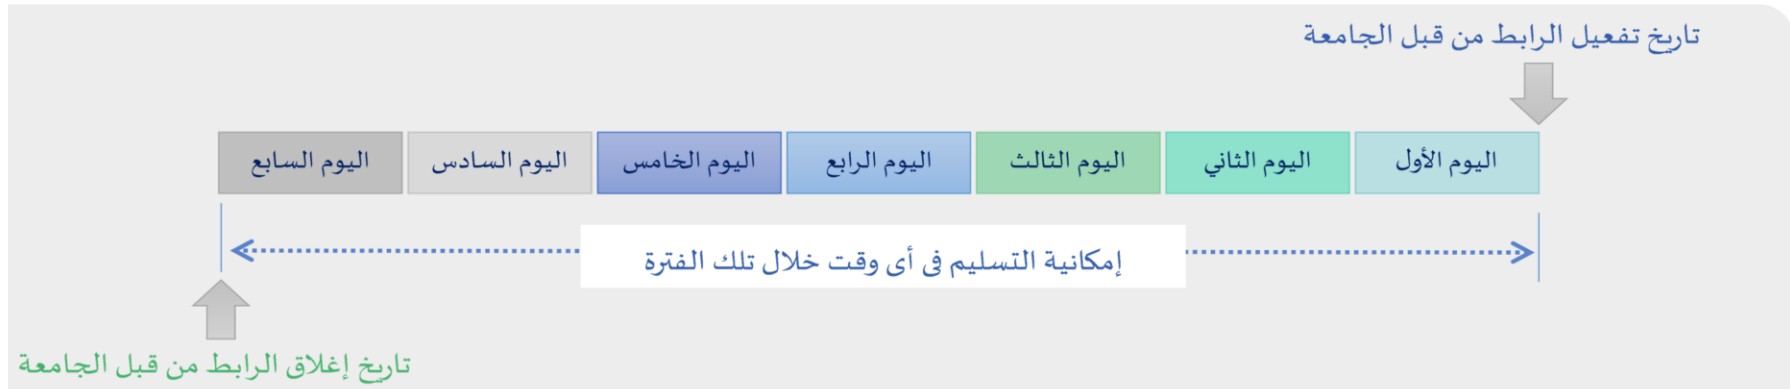 تاريخ تفعيل الرابط من قبل الجامعة
اليوم الأول
اليوم الثاني
اليوم الثالث
اليوم الرابع
اليوم الخامس
اليوم السادس
اليوم السابع
إمكانية التسليم فى أى وقت خلال تلك الفترة
تاريخ إغلاق الرابط من قبل الجامعة